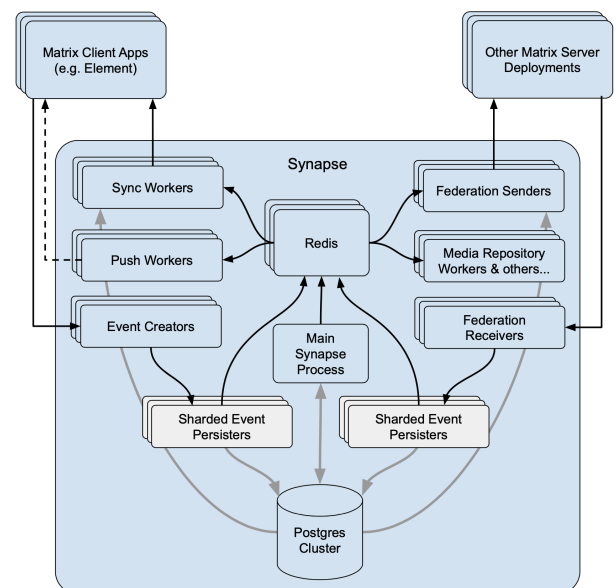 Matrix Client Apps
(e.g. Element)
Other Matrix Server
Deployments
Synapse
Sync Workers
Federation Senders
Redis
Push Workers
Media Repository
Workers & others...
Event Creators
Federation
Receivers
Main
Synapse
Process
Sharded Event
Persisters
Sharded Event
Persisters
Postgres
Cluster